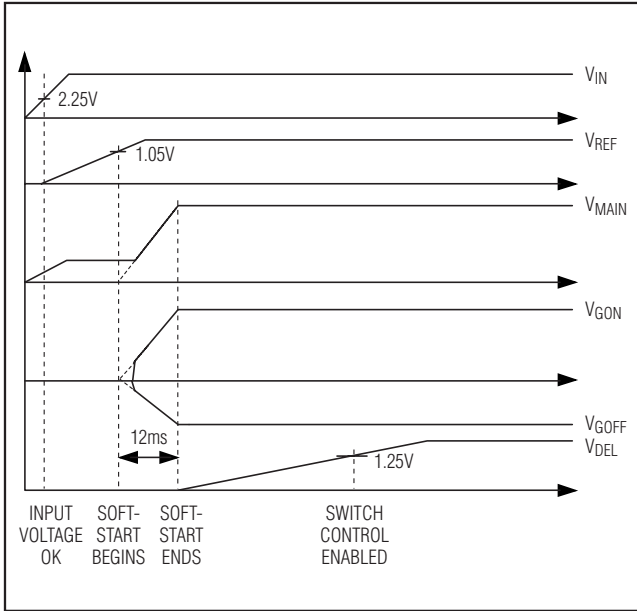 VIN
2.25V
VREF
1.05V
VMAIN
VGON
VGOFF
12ms
VDEL
1.25V
INPUT
VOLTAGE
OK
SOFT-
START
BEGINS
SOFT-
START
ENDS
SWITCH
CONTROL
ENABLED